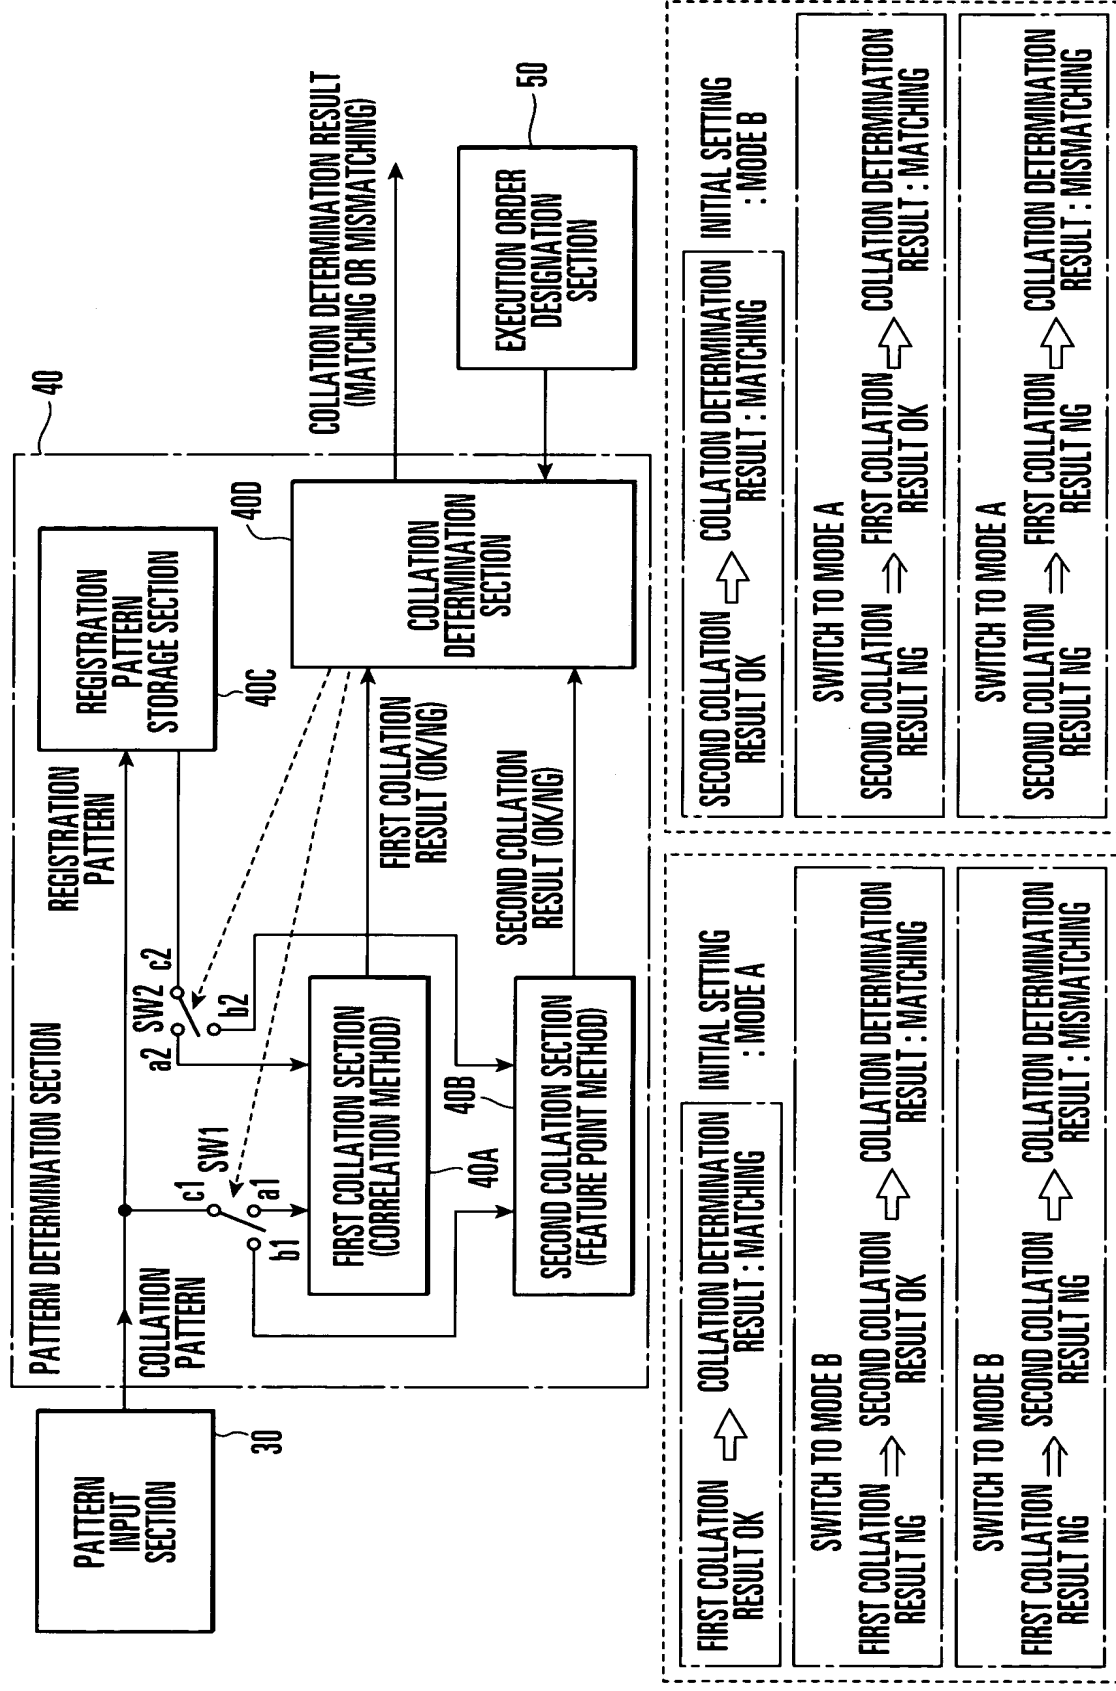 PATTERN
INPUT
SECTION
30
PATTERN DETERMINATION SECTION
40
COLLATION
PATTERN
REGISTRATION
PATTERN
REGISTRATION
PATTERN
STORAGE SECTION
40C
c1
SW1
a1
b1
a2
SW2
c2
b2
FIRST COLLATION SECTION
(CORRELATION METHOD)
40A
SECOND COLLATION SECTION
(FEATURE POINT METHOD)
40B
FIRST COLLATION
RESULT (OK/NG)
SECOND COLLATION
RESULT (OK/NG)
COLLATION
DETERMINATION
SECTION
40D
COLLATION DETERMINATION RESULT
(MATCHING OR MISMATCHING)
EXECUTION ORDER
DESIGNATION
SECTION
50
FIRST COLLATION
RESULT OK
COLLATION DETERMINATION
RESULT : MATCHING
INITIAL SETTING
: MODE A
SWITCH TO MODE B
FIRST COLLATION
RESULT NG
SECOND COLLATION
RESULT OK
COLLATION DETERMINATION
RESULT : MATCHING
SWITCH TO MODE B
FIRST COLLATION
RESULT NG
SECOND COLLATION
RESULT NG
COLLATION DETERMINATION
RESULT : MISMATCHING
SECOND COLLATION
RESULT OK
COLLATION DETERMINATION
RESULT : MATCHING
INITIAL SETTING
: MODE B
SWITCH TO MODE A
SECOND COLLATION
RESULT NG
FIRST COLLATION
RESULT OK
COLLATION DETERMINATION
RESULT : MATCHING
SWITCH TO MODE A
SECOND COLLATION
RESULT NG
FIRST COLLATION
RESULT NG
COLLATION DETERMINATION
RESULT : MISMATCHING